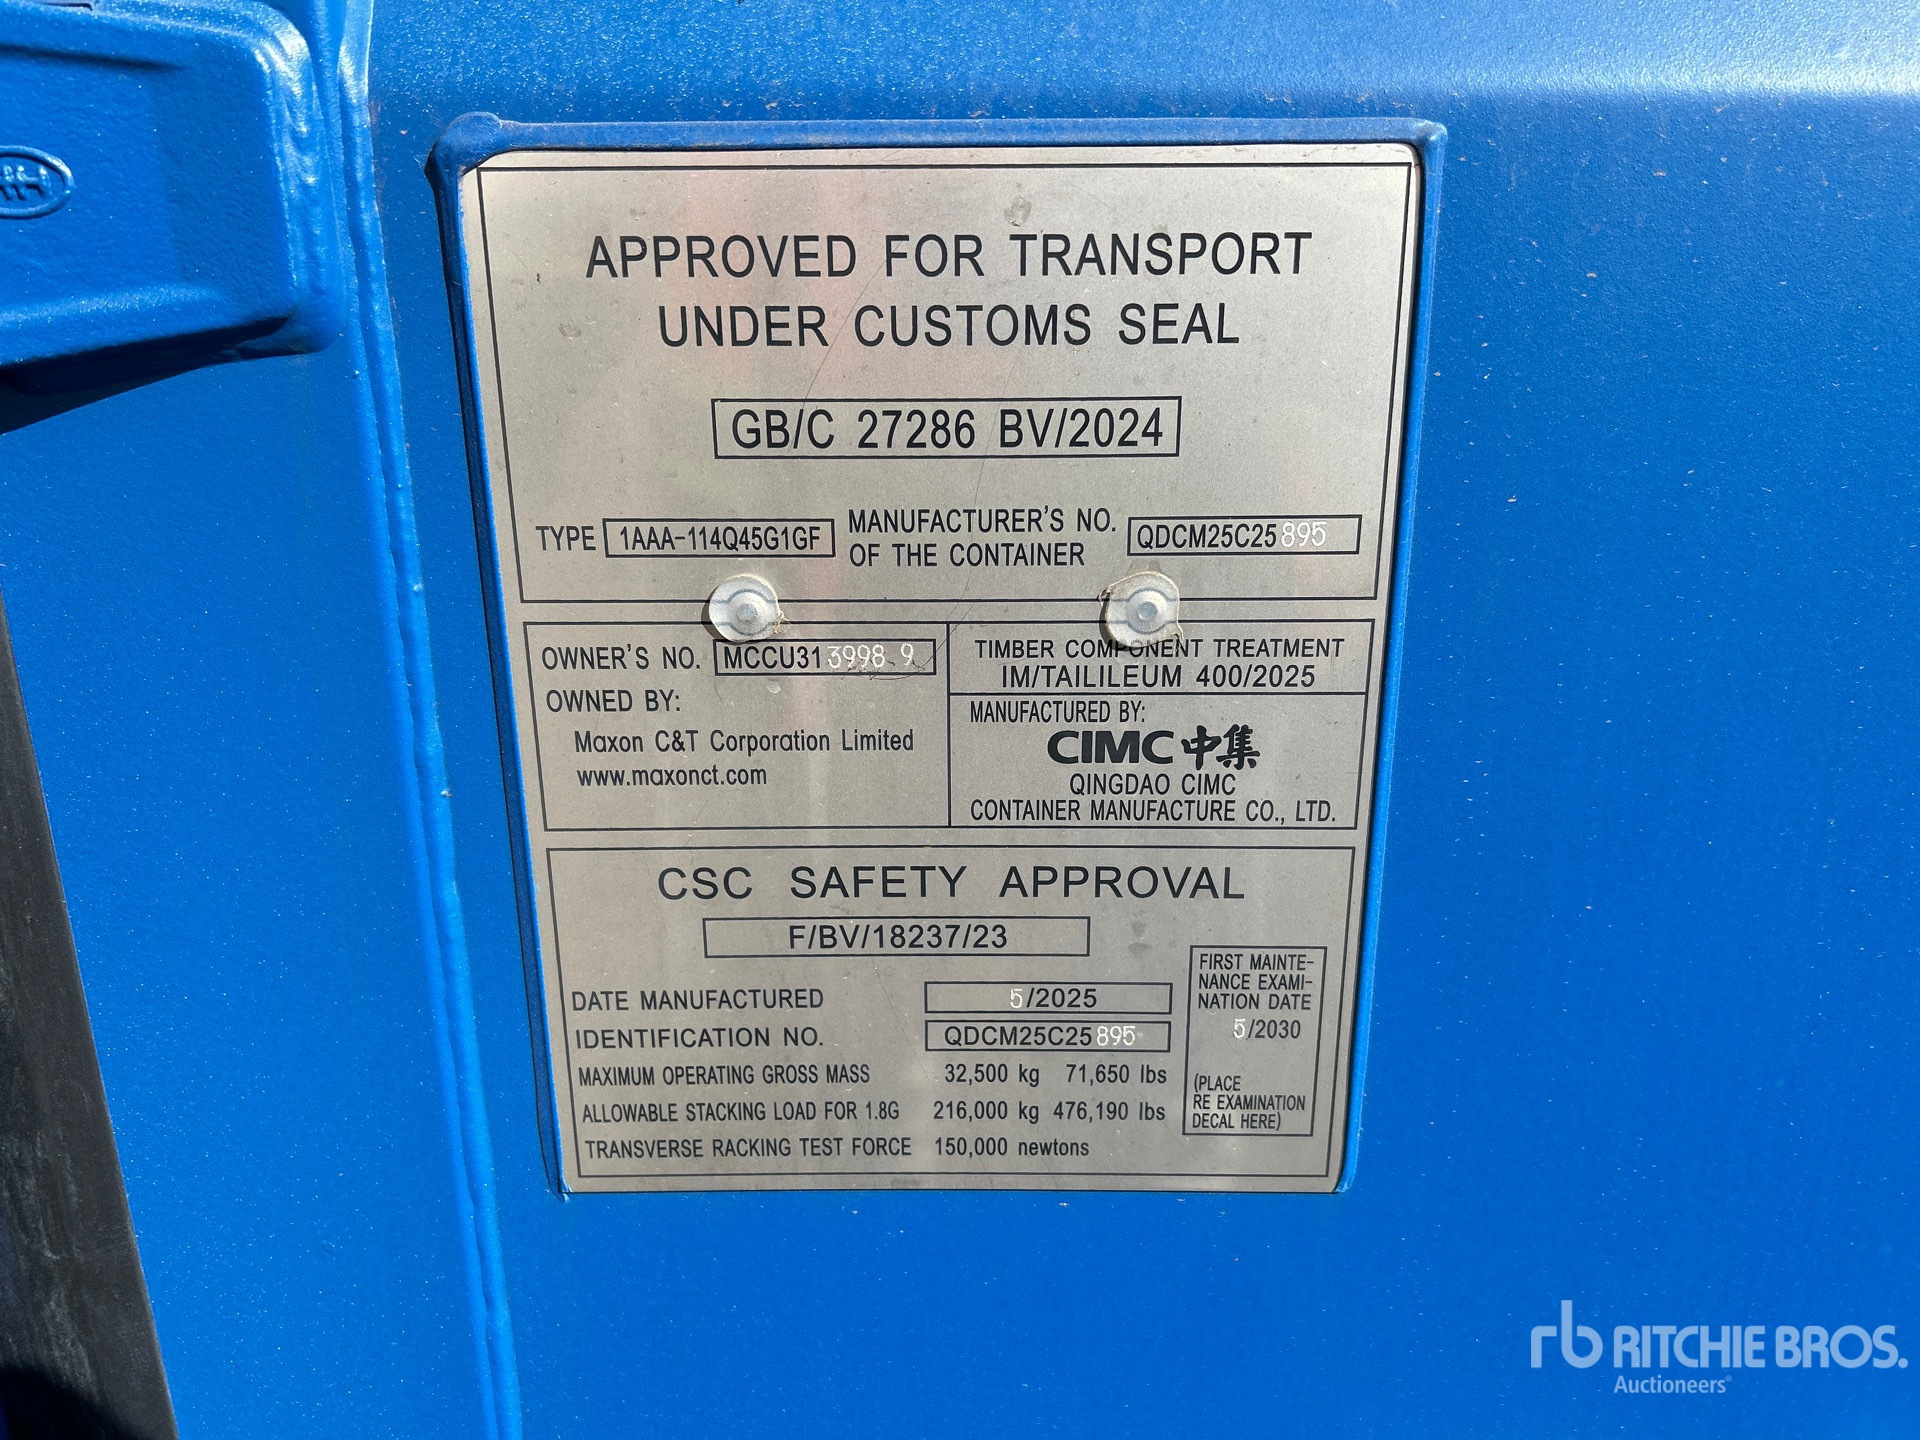 APPROVED FOR TRANSPORT
UNDER CUSTOMS SEAL
GB/C 27286 BV/2024
TYPE 1AAA-114Q45G1GF
MANUFACTURER'S NO.
OF THE CONTAINER
QDCM25C25895
OWNER'S NO. MCCU313998 9
OWNED BY:
Maxon C&T Corporation Limited
www.maxonct.com
TIMBER COMPONENT TREATMENT
IM/TAILILEUM 400/2025
MANUFACTURED BY:
CIMC 中集
QINGDAO CIMC
CONTAINER MANUFACTURE CO., LTD.
CSC SAFETY APPROVAL
F/BV/18237/23
DATE MANUFACTURED 5/2025
IDENTIFICATION NO. QDCM25C25895
MAXIMUM OPERATING GROSS MASS 32,500 kg 71,650 lbs
ALLOWABLE STACKING LOAD FOR 1.8G 216,000 kg 476,190 lbs
TRANSVERSE RACKING TEST FORCE 150,000 newtons
FIRST MAINTE-
NANCE EXAMI-
NATION DATE
5/2030
(PLACE
RE EXAMINATION
DECAL HERE)
rb RITCHIE BROS.
Auctioneers